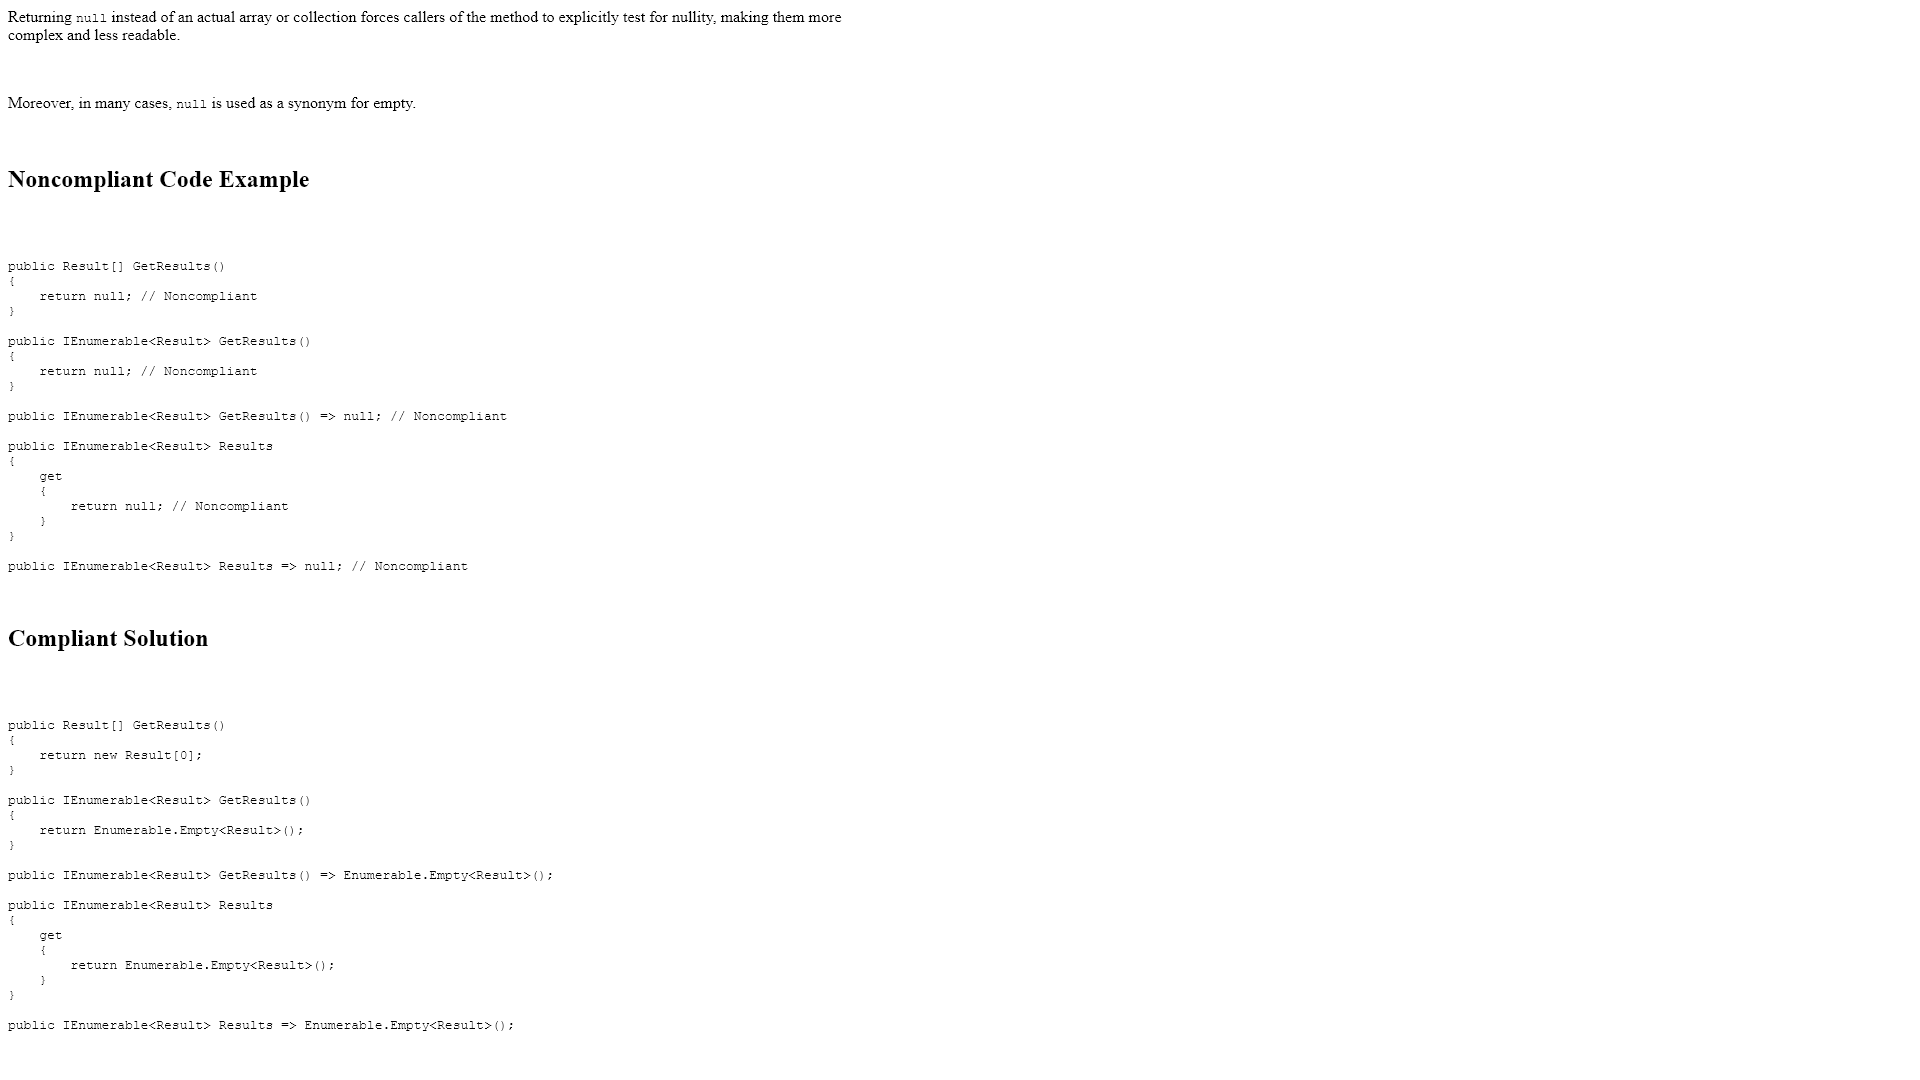 Returning null instead of an actual array or collection forces callers of the method to explicitly test for nullity, making them more
complex and less readable.
Moreover, in many cases, null is used as a synonym for empty.
Noncompliant Code Example
public Result[] GetResults()
{
    return null; // Noncompliant
}
public IEnumerable<Result> GetResults()
{
    return null; // Noncompliant
}
public IEnumerable<Result> GetResults() => null; // Noncompliant
public IEnumerable<Result> Results
{
    get
    {
        return null; // Noncompliant
    }
}
public IEnumerable<Result> Results => null; // Noncompliant
Compliant Solution
public Result[] GetResults()
{
    return new Result[0];
}
public IEnumerable<Result> GetResults()
{
    return Enumerable.Empty<Result>();
}
public IEnumerable<Result> GetResults() => Enumerable.Empty<Result>();
public IEnumerable<Result> Results
{
    get
    {
        return Enumerable.Empty<Result>();
    }
}
public IEnumerable<Result> Results => Enumerable.Empty<Result>();